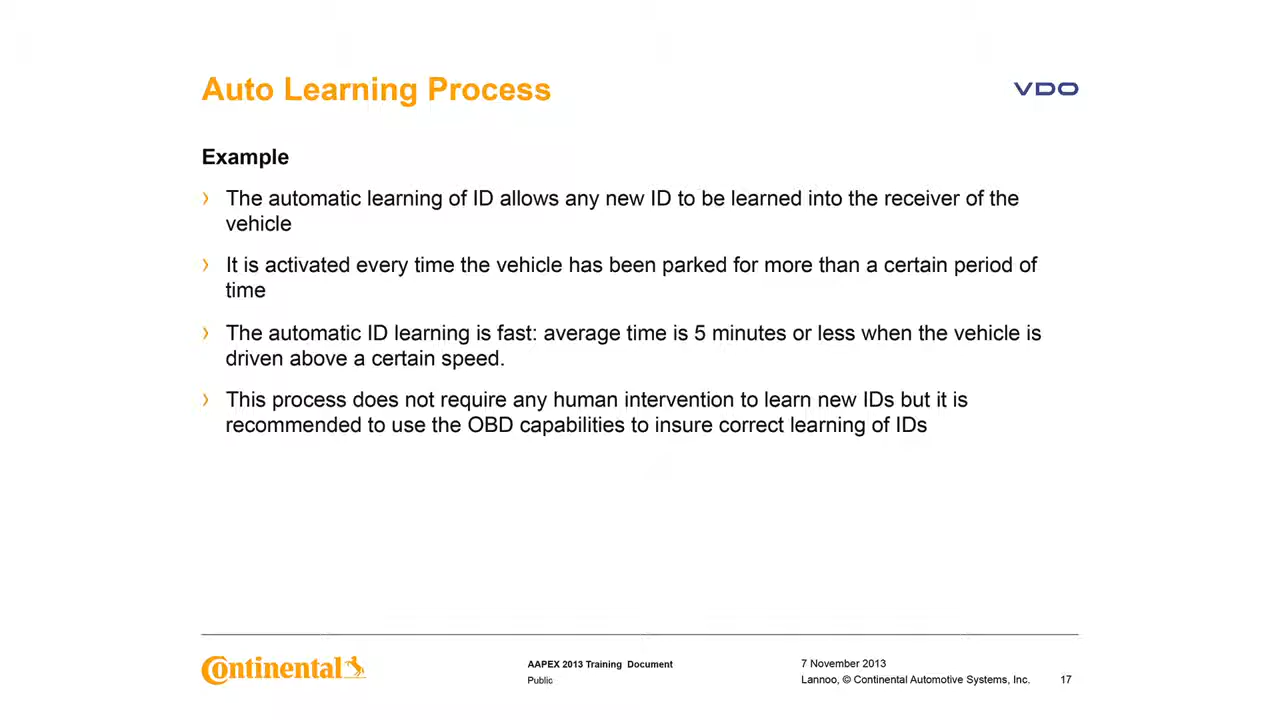 Auto Learning Process
VDO
Example
› The automatic learning of ID allows any new ID to be learned into the receiver of the
vehicle
› It is activated every time the vehicle has been parked for more than a certain period of
time
› The automatic ID learning is fast: average time is 5 minutes or less when the vehicle is
driven above a certain speed.
› This process does not require any human intervention to learn new IDs but it is
recommended to use the OBD capabilities to insure correct learning of IDs
Continental
AAPEX 2013 Training Document
Public
7 November 2013
Lannoo, © Continental Automotive Systems, Inc.
17